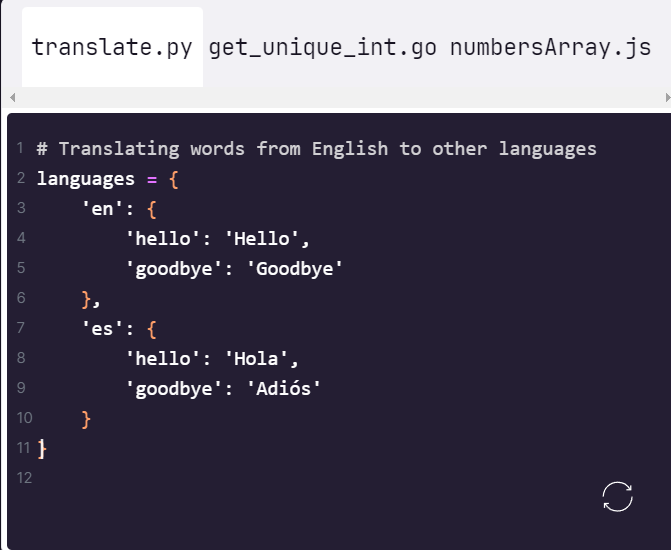 translate.py get_unique_int.go numbersArray.js
1 # Translating words from English to other languages
2 languages = {
3     'en': {
4         'hello': 'Hello',
5         'goodbye': 'Goodbye'
6     },
7     'es': {
8         'hello': 'Hola',
9         'goodbye': 'Adiós'
10     }
11 }
12